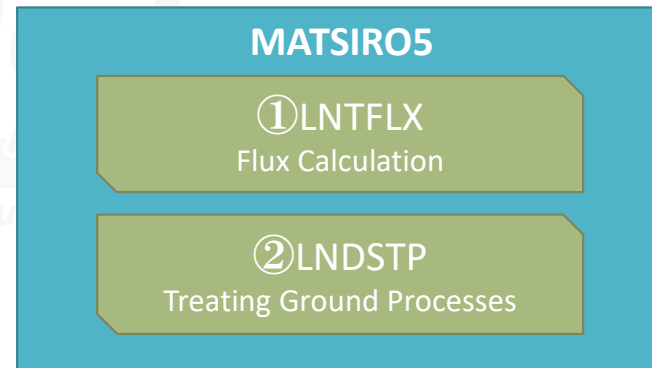 MATSIRO5
①LNTFLX
Flux Calculation
②LNDSTP
Treating Ground Processes